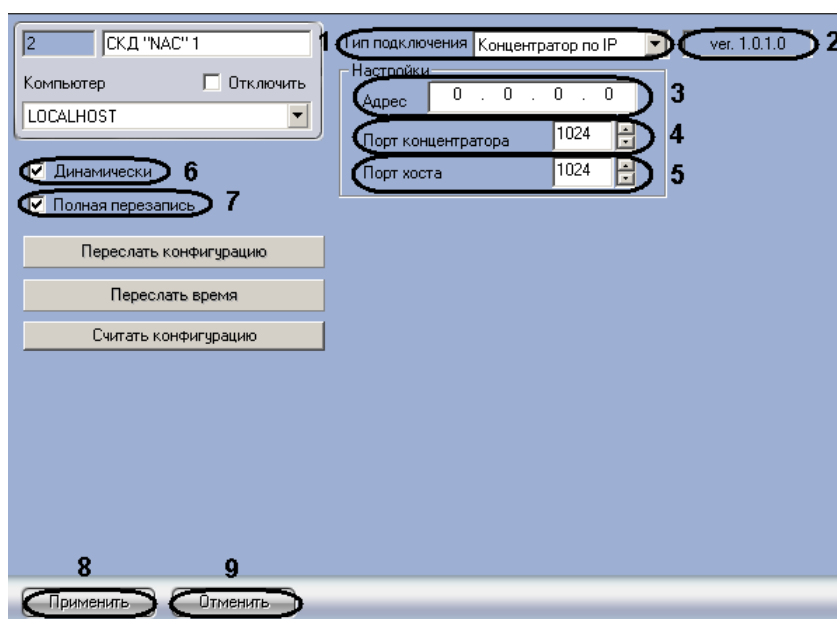 2 СКД "NAC" 1
Компьютер Отключить
LOCALHOST
1 Тип подключения Концентратор по IP ver. 1.0.1.0 2
Настройки
Адрес 0 . 0 . 0 . 0 3
Порт концентратора 1024 4
Порт хоста 1024 5
Динамически 6
Полная перезапись 7
Переслать конфигурацию
Переслать время
Считать конфигурацию
8 9
Применить Отменить